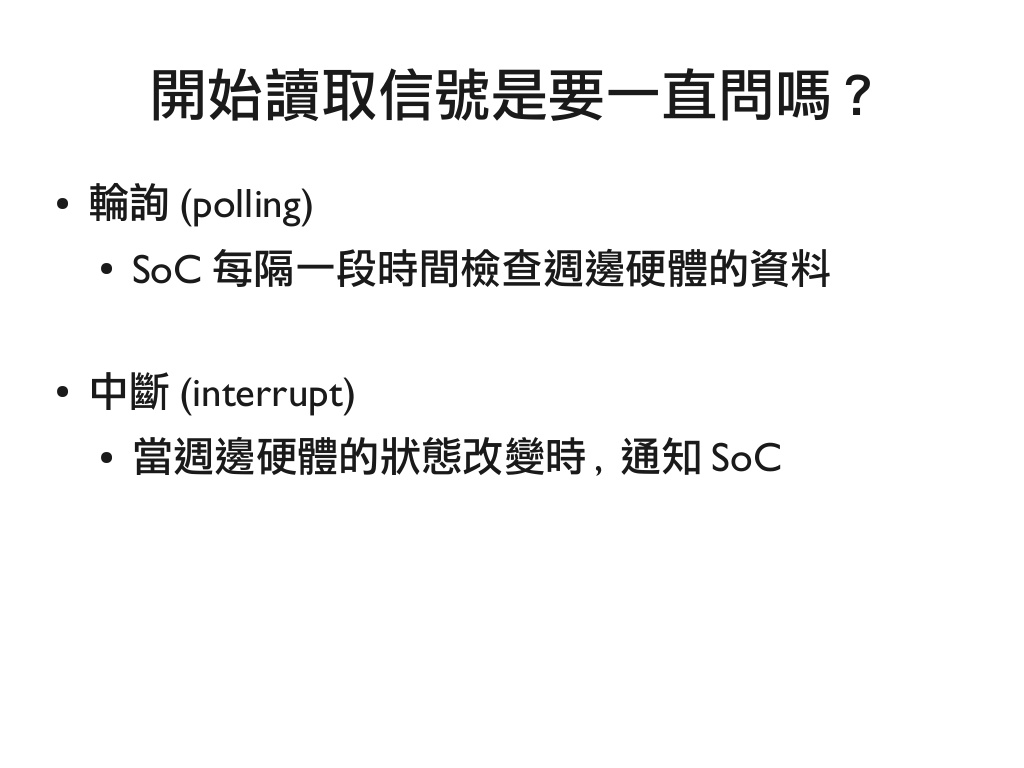 開始讀取信號是要一直問嗎?
• 輪詢 (polling)
• SoC 每隔一段時間檢查週邊硬體的資料
• 中斷 (interrupt)
• 當週邊硬體的狀態改變時, 通知 SoC